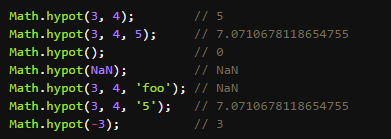 Math.hypot(3, 4);        // 5
Math.hypot(3, 4, 5);     // 7.0710678118654755
Math.hypot();            // 0
Math.hypot(NaN);         // NaN
Math.hypot(3, 4, 'foo'); // NaN
Math.hypot(3, 4, '5');   // 7.0710678118654755
Math.hypot(-3);          // 3